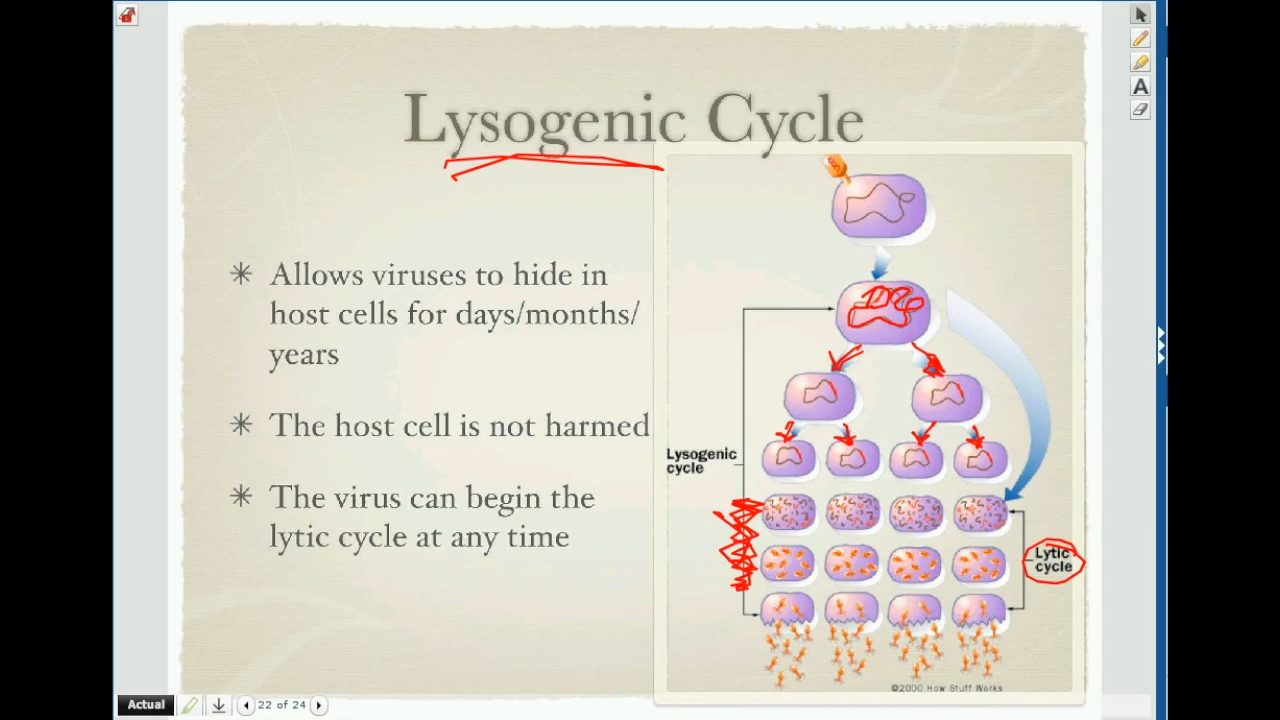 Lysogenic Cycle
✳ Allows viruses to hide in
host cells for days/months/
years
✳ The host cell is not harmed
✳ The virus can begin the
lytic cycle at any time
Lysogenic
cycle
Lytic
cycle
©2000 How Stuff Works
A
Actual
22 of 24